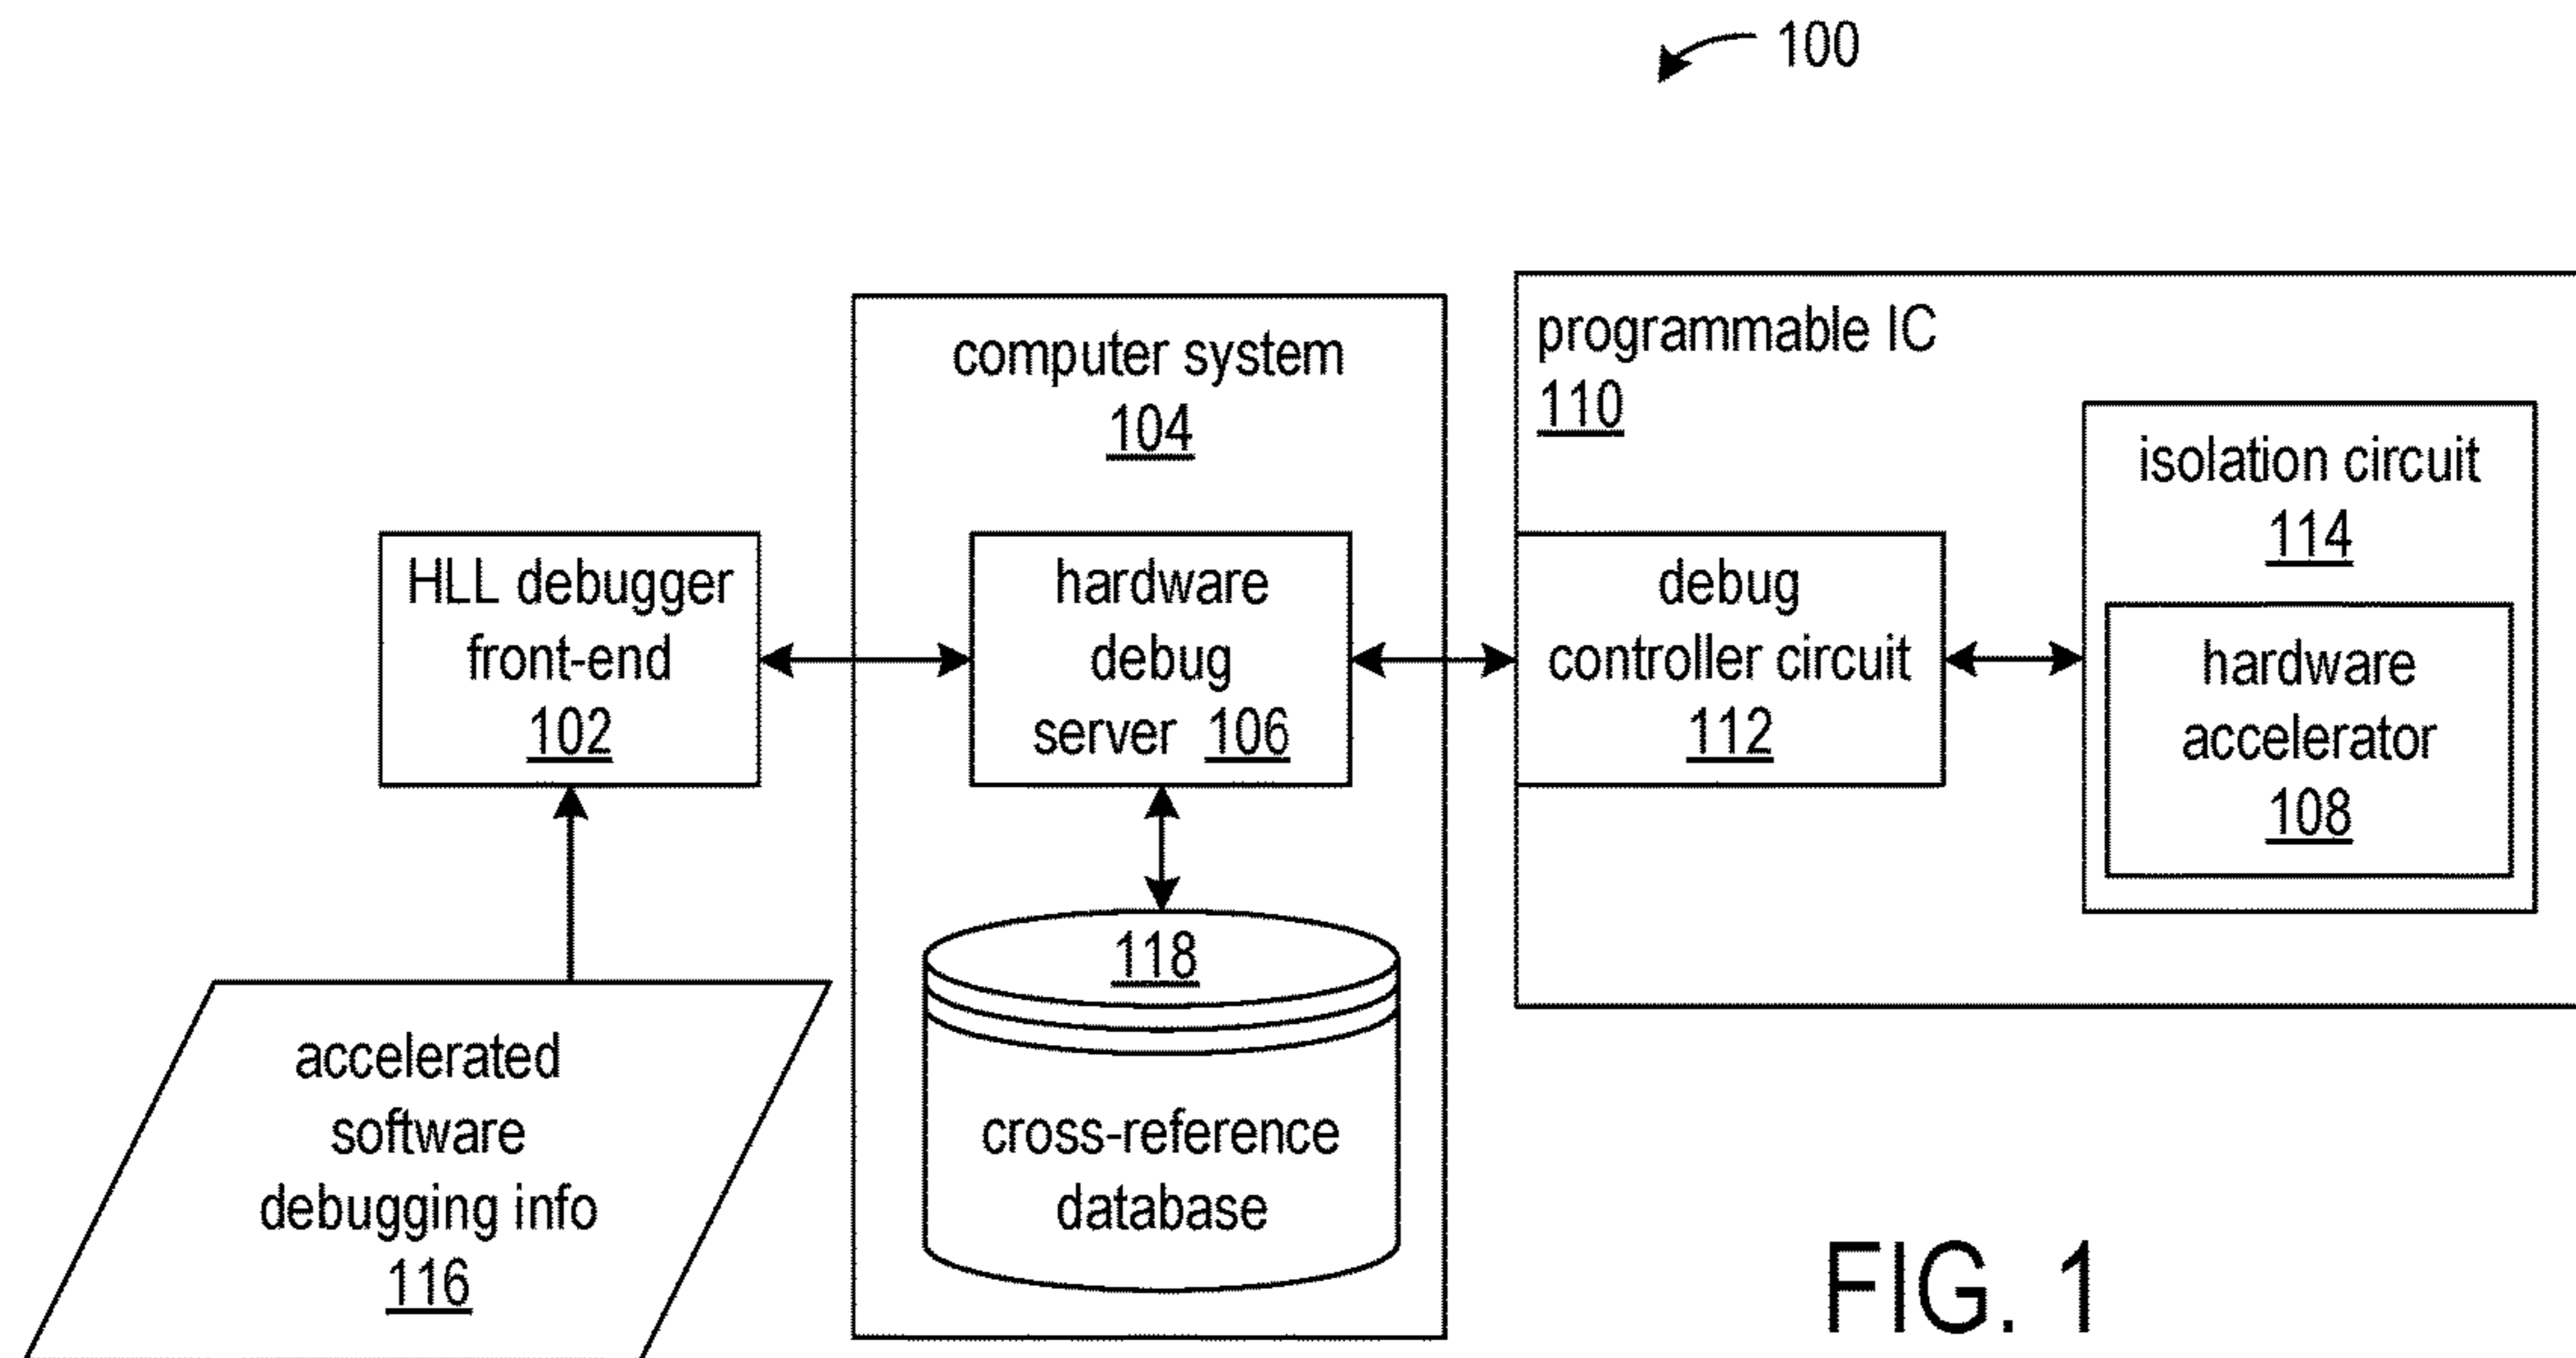 100
computer system
104
programmable IC
110
isolation circuit
114
HLL debugger
front-end
102
hardware
debug
server 106
debug
controller circuit
112
hardware
accelerator
108
118
cross-reference
database
accelerated
software
debugging info
116
FIG. 1